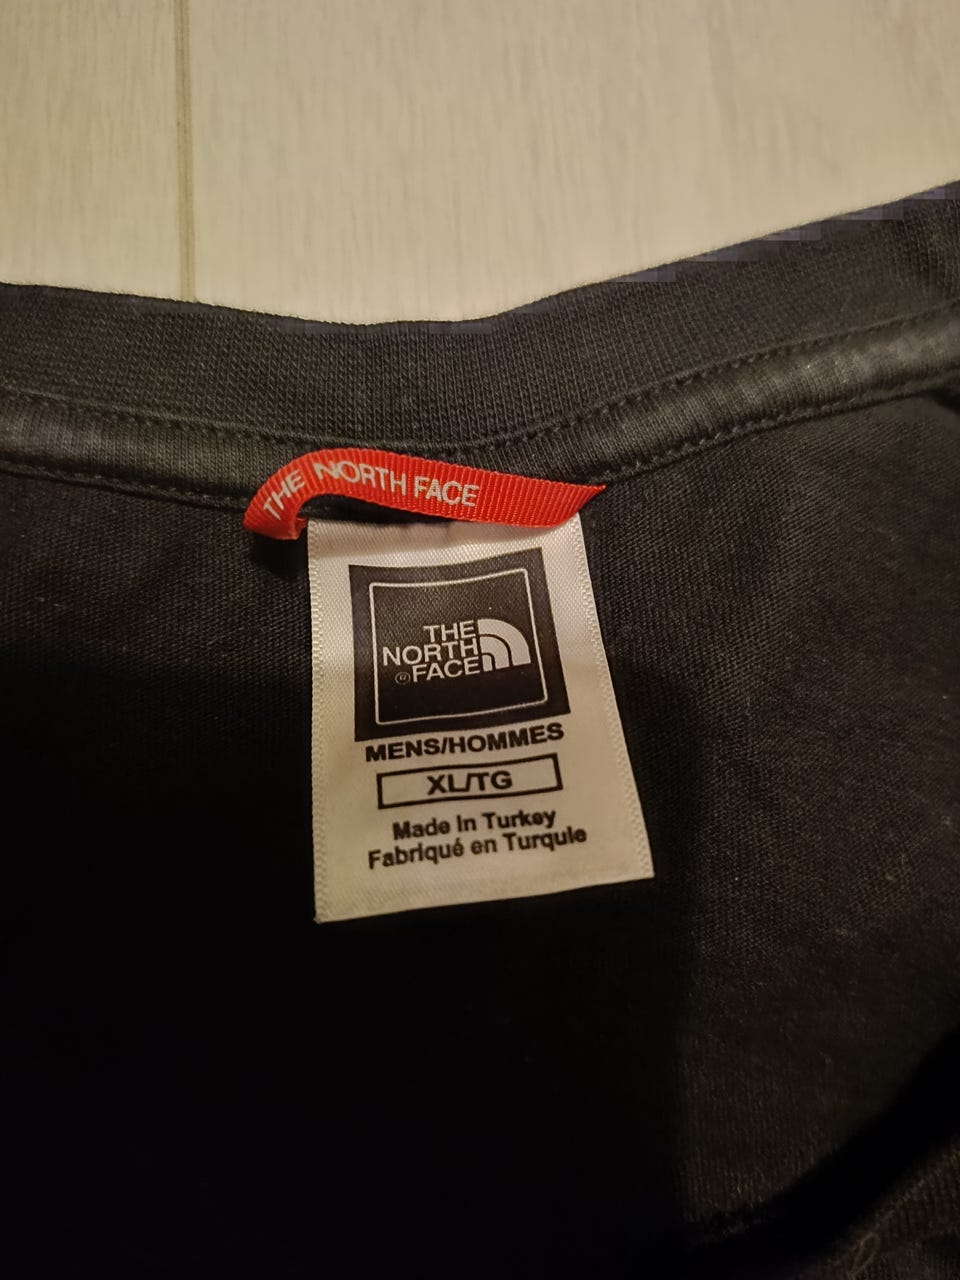 THE NORTH FACE
THE
NORTH
FACE
®
MENS/HOMMES
XL/TG
Made in Turkey
Fabriqué en Turquie